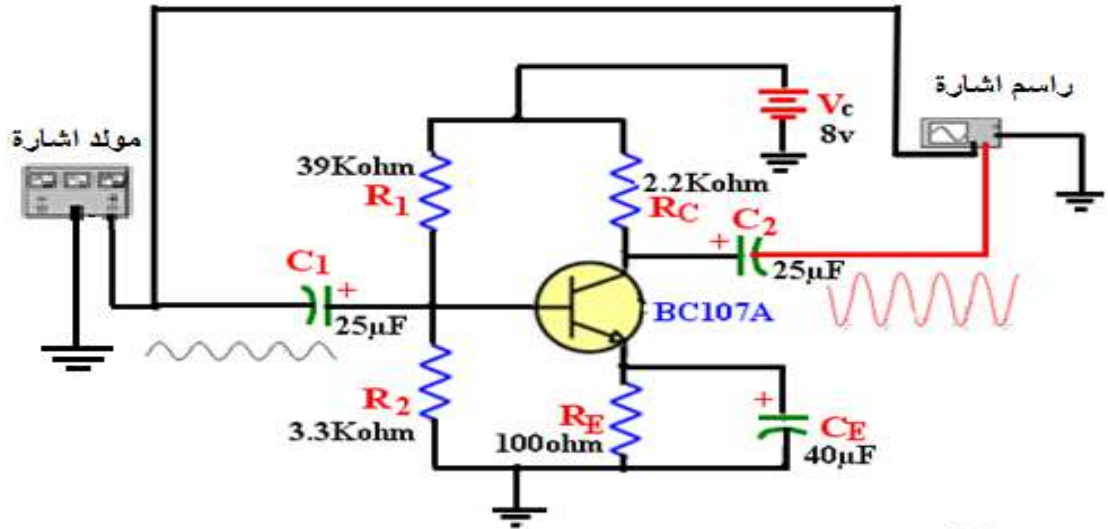 راسم اشارة
مولد اشارة
Vc
8v
39Kohm
R1
2.2Kohm
RC
C2
25µF
C1
25µF
BC107A
R2
3.3Kohm
RE
100ohm
CE
40µF